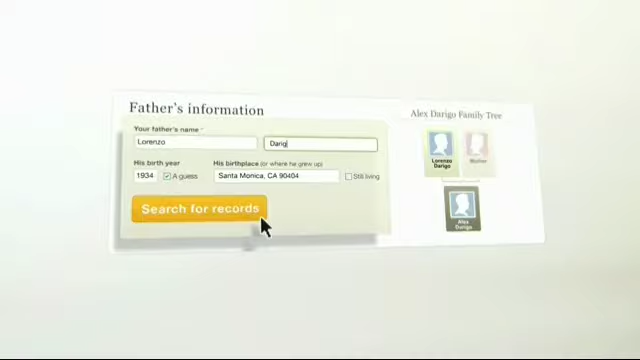 Father's information
Your father's name *
Lorenzo
Darig
His birth year
His birthplace (or where he grew up)
1934
A guess
Santa Monica, CA 90404
Still living
Search for records
Alex Darigo Family Tree
Lorenzo
Darigo
Mother
Alex
Darigo